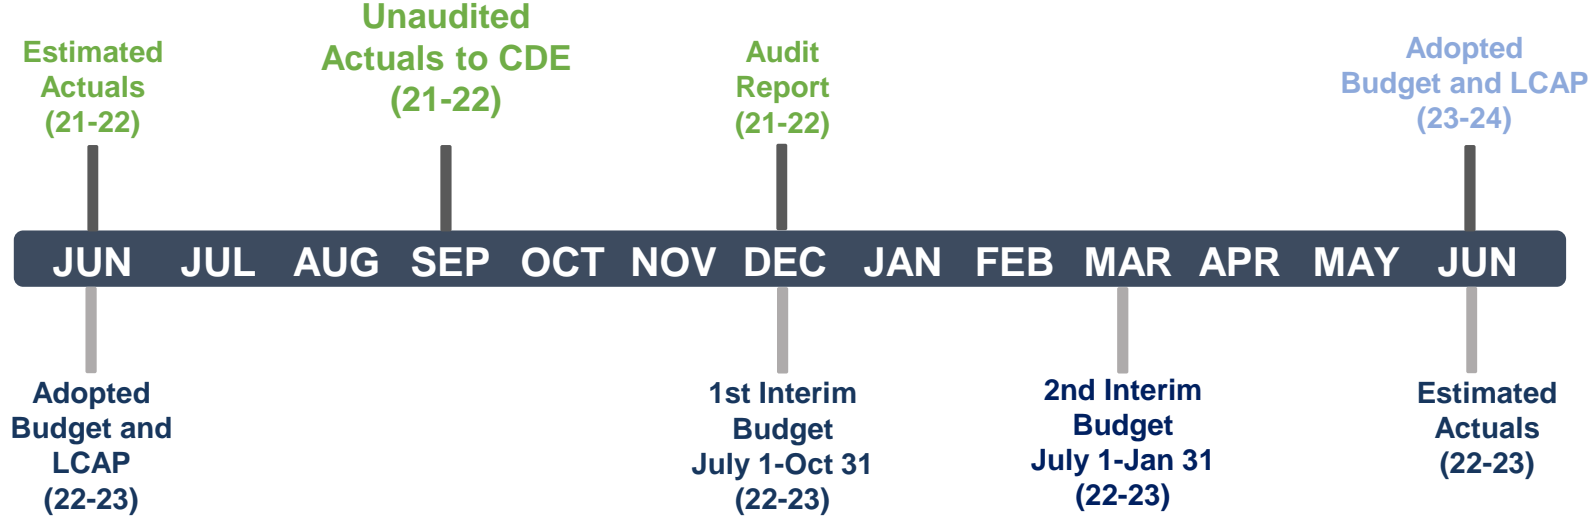 Estimated
Actuals
(21-22)
Unaudited
Actuals to CDE
(21-22)
Audit
Report
(21-22)
Adopted
Budget and LCAP
(23-24)
JUN JUL AUG SEP OCT NOV DEC JAN FEB MAR APR MAY JUN
Adopted
Budget and
LCAP
(22-23)
1st Interim
Budget
July 1-Oct 31
(22-23)
2nd Interim
Budget
July 1-Jan 31
(22-23)
Estimated
Actuals
(22-23)